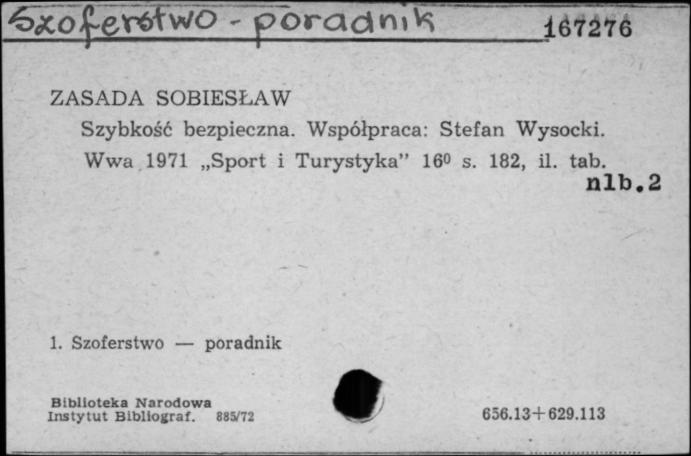 Szoferstwo - poradnik 167276
ZASADA SOBIESŁAW
Szybkość bezpieczna. Współpraca: Stefan Wysocki.
Wwa 1971 „Sport i Turystyka” 16⁰ s. 182, il. tab.
nlb.2
1. Szoferstwo — poradnik
Biblioteka Narodowa
Instytut Bibliograf. 885/72
656.13+629.113